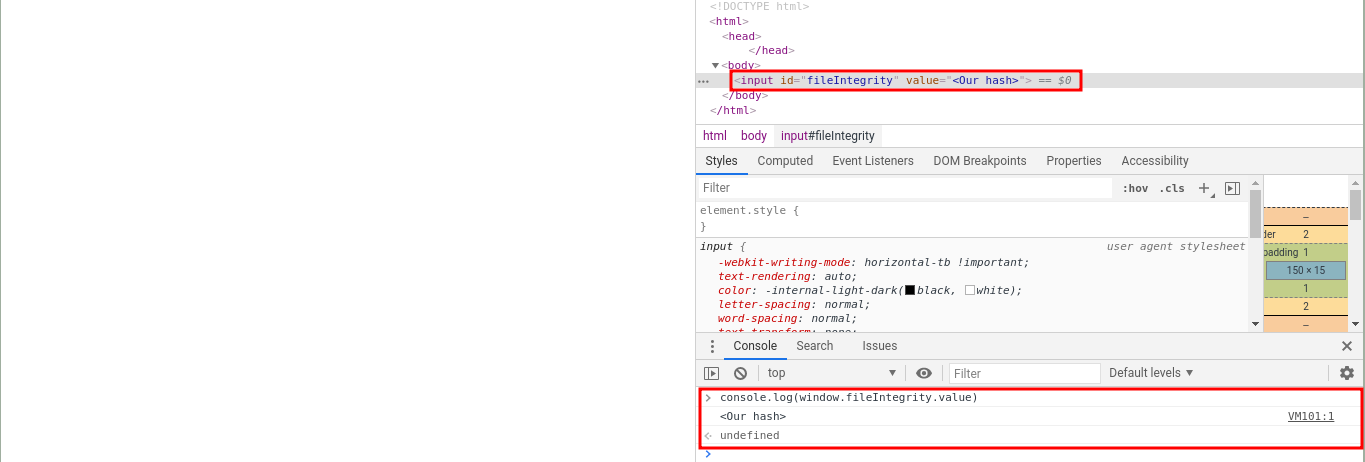 <!DOCTYPE html>
<html>
<head>
</head>
<body>
<input id="fileIntegrity" value="<Our hash>"> == $0
</body>
</html>
html body input#fileIntegrity
Styles Computed Event Listeners DOM Breakpoints Properties Accessibility
Filter :hov .cls
element.style {
}
input { user agent stylesheet
-webkit-writing-mode: horizontal-tb !important;
text-rendering: auto;
color: -internal-light-dark(black, white);
letter-spacing: normal;
word-spacing: normal;
text-transform: none;
–
der 2
padding 1
150 × 15
1
2
–
Console Search Issues
top Filter Default levels
console.log(window.fileIntegrity.value)
<Our hash> VM101:1
undefined